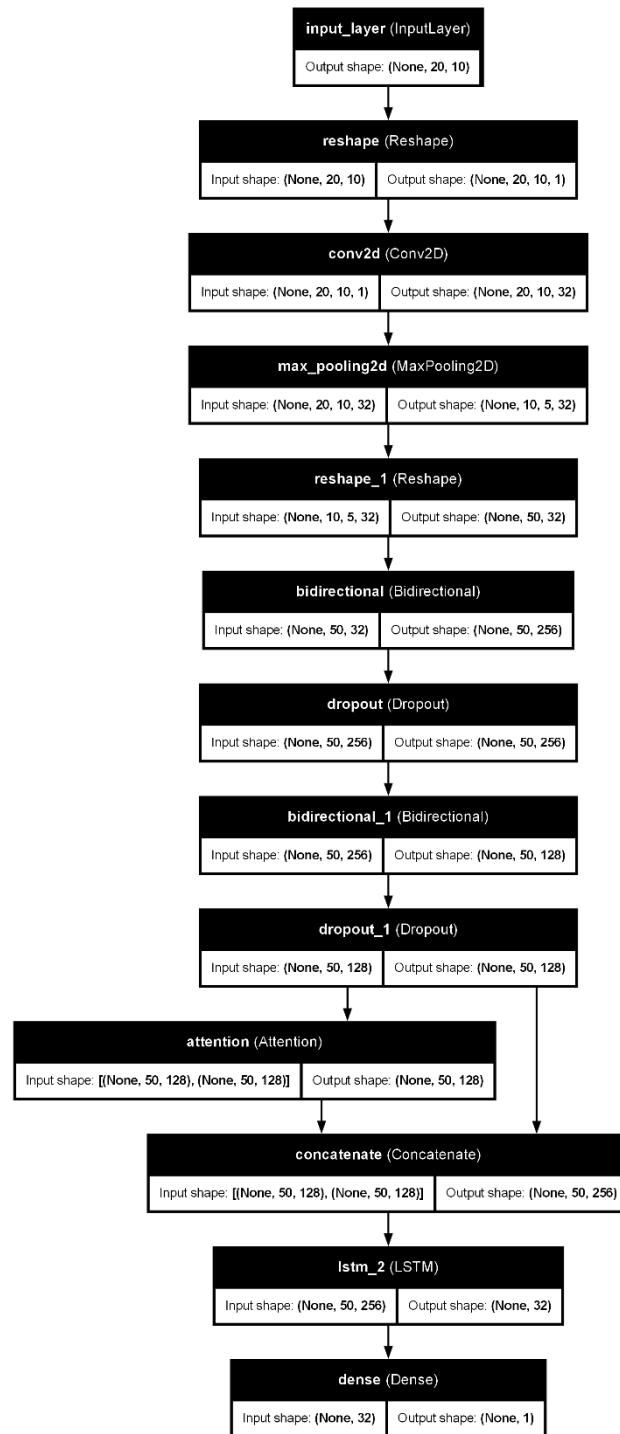 input_layer (InputLayer)
Output shape: (None, 20, 10)
reshape (Reshape)
Input shape: (None, 20, 10) Output shape: (None, 20, 10, 1)
conv2d (Conv2D)
Input shape: (None, 20, 10, 1) Output shape: (None, 20, 10, 32)
max_pooling2d (MaxPooling2D)
Input shape: (None, 20, 10, 32) Output shape: (None, 10, 5, 32)
reshape_1 (Reshape)
Input shape: (None, 10, 5, 32) Output shape: (None, 50, 32)
bidirectional (Bidirectional)
Input shape: (None, 50, 32) Output shape: (None, 50, 256)
dropout (Dropout)
Input shape: (None, 50, 256) Output shape: (None, 50, 256)
bidirectional_1 (Bidirectional)
Input shape: (None, 50, 256) Output shape: (None, 50, 128)
dropout_1 (Dropout)
Input shape: (None, 50, 128) Output shape: (None, 50, 128)
attention (Attention)
Input shape: [(None, 50, 128), (None, 50, 128)] Output shape: (None, 50, 128)
concatenate (Concatenate)
Input shape: [(None, 50, 128), (None, 50, 128)] Output shape: (None, 50, 256)
lstm_2 (LSTM)
Input shape: (None, 50, 256) Output shape: (None, 32)
dense (Dense)
Input shape: (None, 32) Output shape: (None, 1)